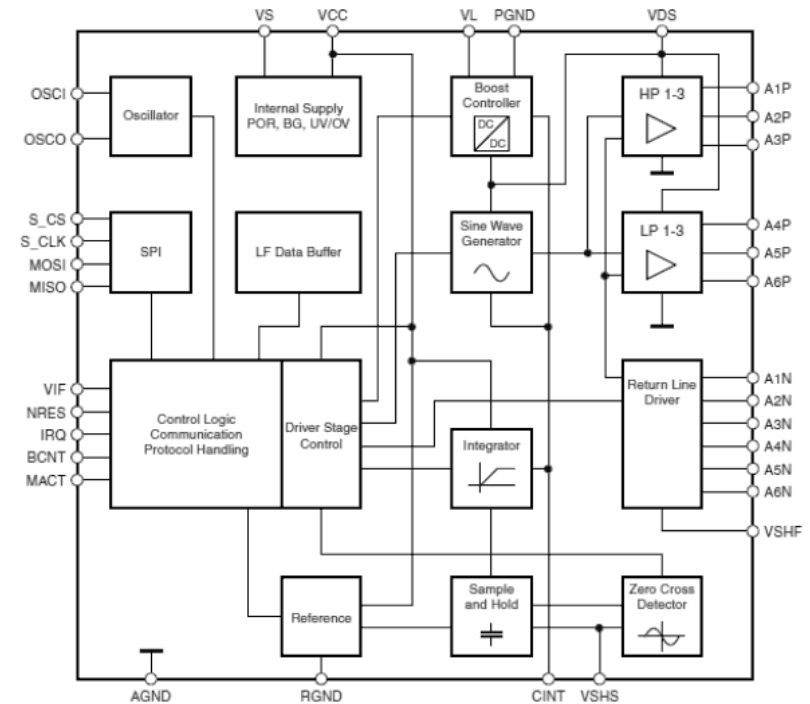 VS
VCC
VL
PGND
VDS
OSCI
OSCO
Oscillator
Internal Supply
POR, BG, UV/OV
Boost
Controller
DC
DC
HP 1-3
A1P
A2P
A3P
S_CS
S_CLK
MOSI
MISO
SPI
LF Data Buffer
Sine Wave
Generator
LP 1-3
A4P
A5P
A6P
VIF
NRES
IRQ
BCNT
MACT
Control Logic
Communication
Protocol Handling
Driver Stage
Control
Integrator
Return Line
Driver
A1N
A2N
A3N
A4N
A5N
A6N
VSHF
Reference
Sample
and Hold
Zero Cross
Detector
AGND
RGND
CINT
VSHS